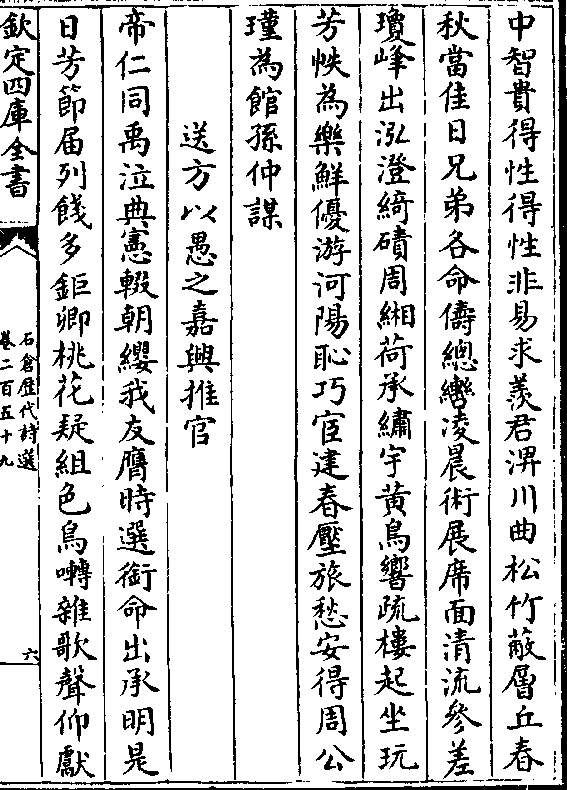 中智貴得性得性非易求羨君淠川曲松竹蔽層丘春
秋當佳日兄弟各命儔總轡凌晨術展席面清流參差
瓊峰出泓澄綺磧周緗荷承繡宇黃鳥響疏樓起坐玩
芳帙為樂鮮優游河陽恥巧宦建春壓旅愁安得周公
瑾為館孫仲謀
送方以愚之嘉興推官
帝仁同禹泣典憲輟朝纓我友膺時選銜命出承明是
日芳節届列餞多鉅卿桃花疑組色鳥囀雜歌聲仰獻
欽定四庫全書
石倉歷代詩選
卷二百五十九
六